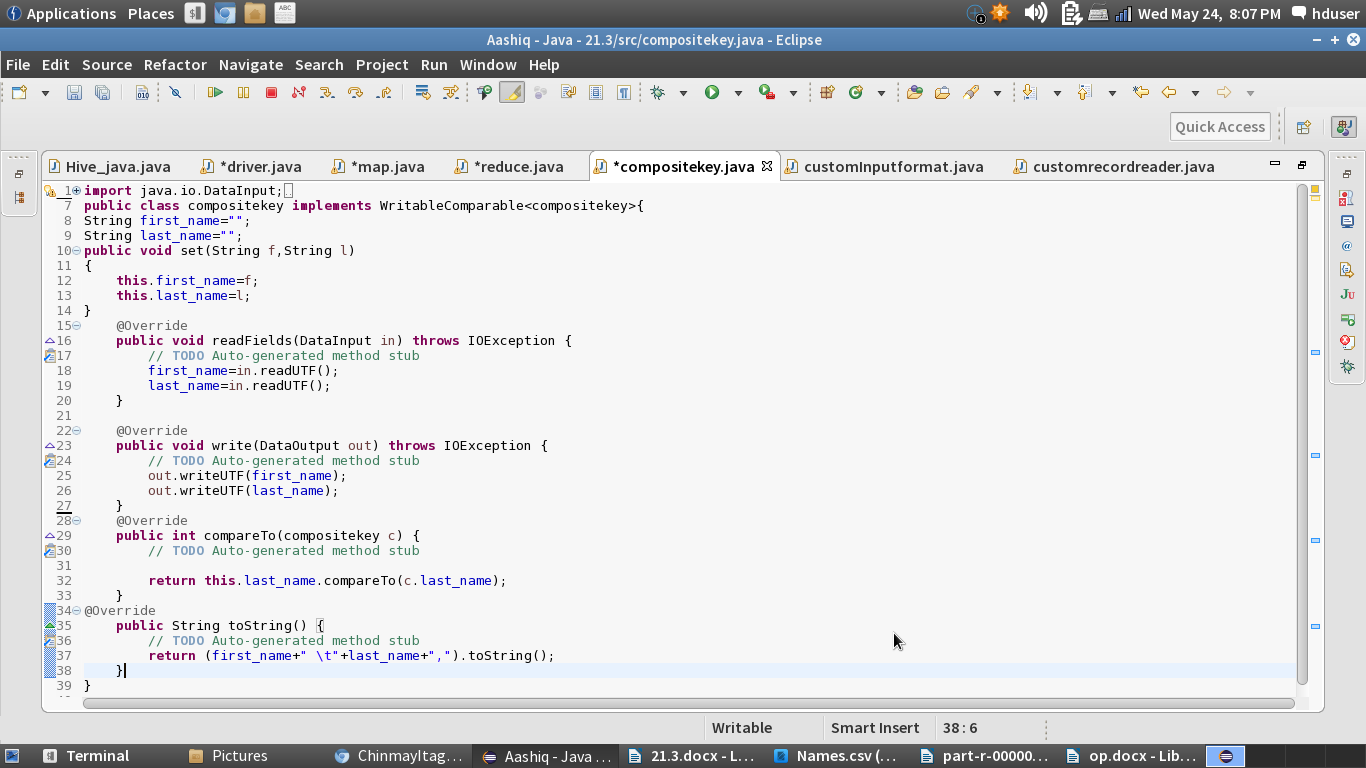 Applications Places Wed May 24, 8:07 PM hduser
Aashiq - Java - 21.3/src/compositekey.java - Eclipse
File Edit Source Refactor Navigate Search Project Run Window Help
Quick Access
Hive_java.java *driver.java *map.java *reduce.java *compositekey.java customInputformat.java customrecordreader.java
1 import java.io.DataInput;
7 public class compositekey implements WritableComparable<compositekey>{
8 String first_name="";
9 String last_name="";
10 public void set(String f,String l)
11 {
12 this.first_name=f;
13 this.last_name=l;
14 }
15 @Override
16 public void readFields(DataInput in) throws IOException {
17 // TODO Auto-generated method stub
18 first_name=in.readUTF();
19 last_name=in.readUTF();
20 }
21
22 @Override
23 public void write(DataOutput out) throws IOException {
24 // TODO Auto-generated method stub
25 out.writeUTF(first_name);
26 out.writeUTF(last_name);
27 }
28 @Override
29 public int compareTo(compositekey c) {
30 // TODO Auto-generated method stub
31
32 return this.last_name.compareTo(c.last_name);
33 }
34 @Override
35 public String toString() {
36 // TODO Auto-generated method stub
37 return (first_name+" \t"+last_name+",").toString();
38 }
39 }
Writable Smart Insert 38 : 6
Terminal Pictures ChinmayItag... Aashiq - Java ... 21.3.docx - L... Names.csv (... part-r-00000... op.docx - Lib...